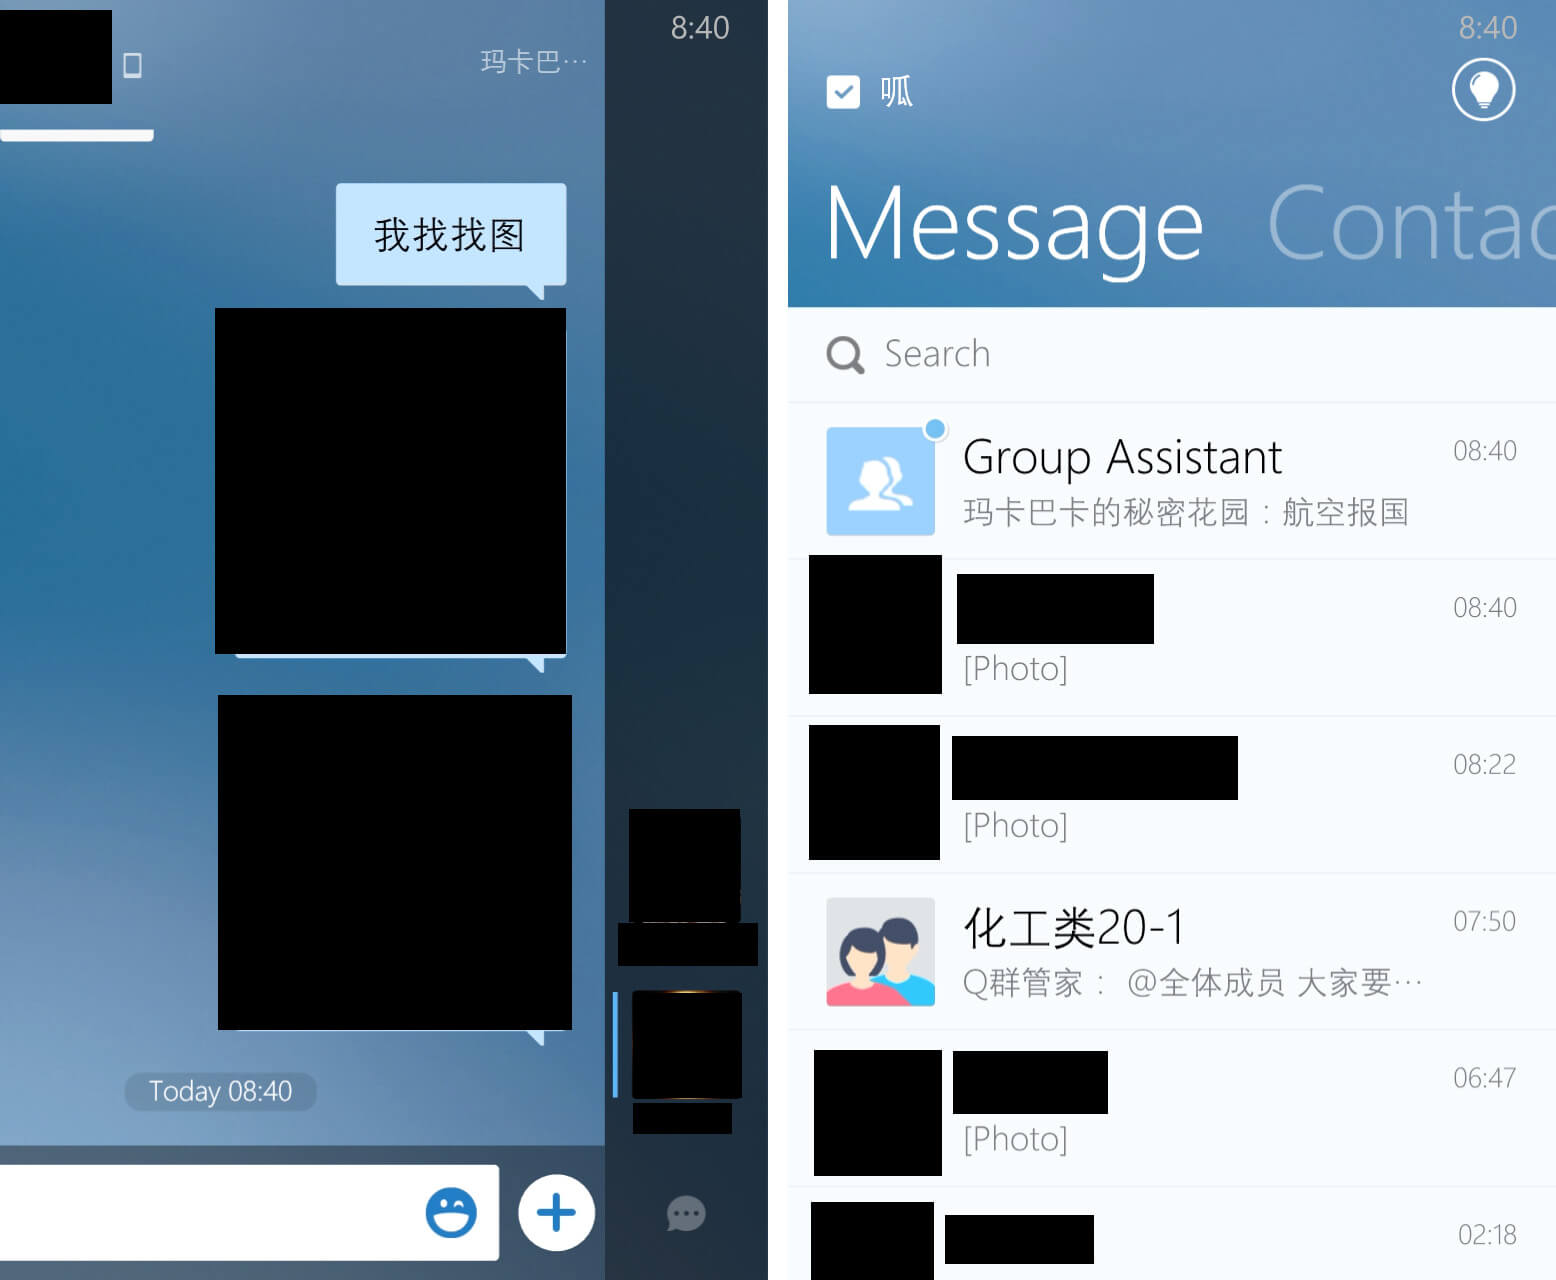 8:40
玛卡巴…
我找找图
Today 08:40
8:40
呱
Message
Contac
Search
Group Assistant
08:40
玛卡巴卡的秘密花园：航空报国
08:40
[Photo]
08:22
[Photo]
化工类20-1
07:50
Q群管家： @全体成员 大家要…
06:47
[Photo]
02:18